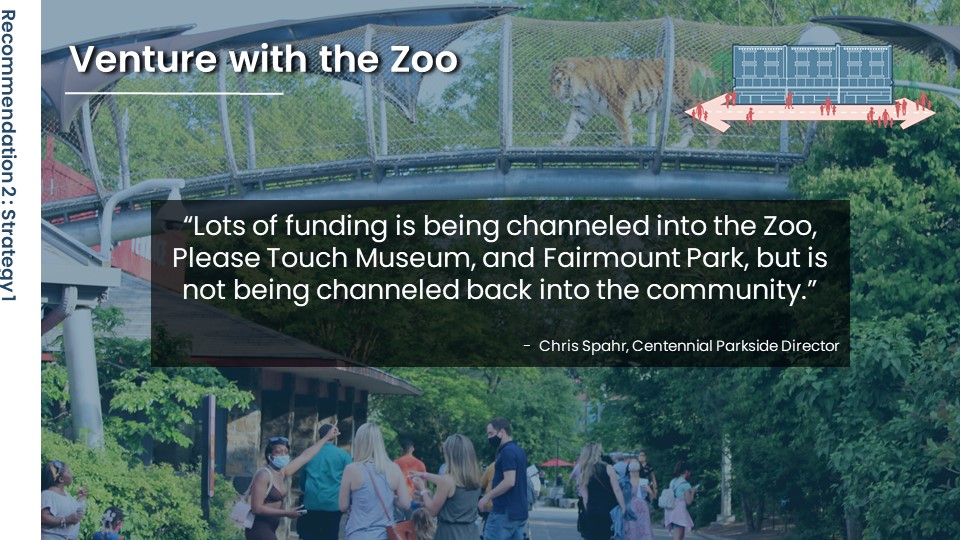 Recommendation 2 : Strategy 1
Venture with the Zoo
“Lots of funding is being channeled into the Zoo,
Please Touch Museum, and Fairmount Park, but is
not being channeled back into the community.”
- Chris Spahr, Centennial Parkside Director